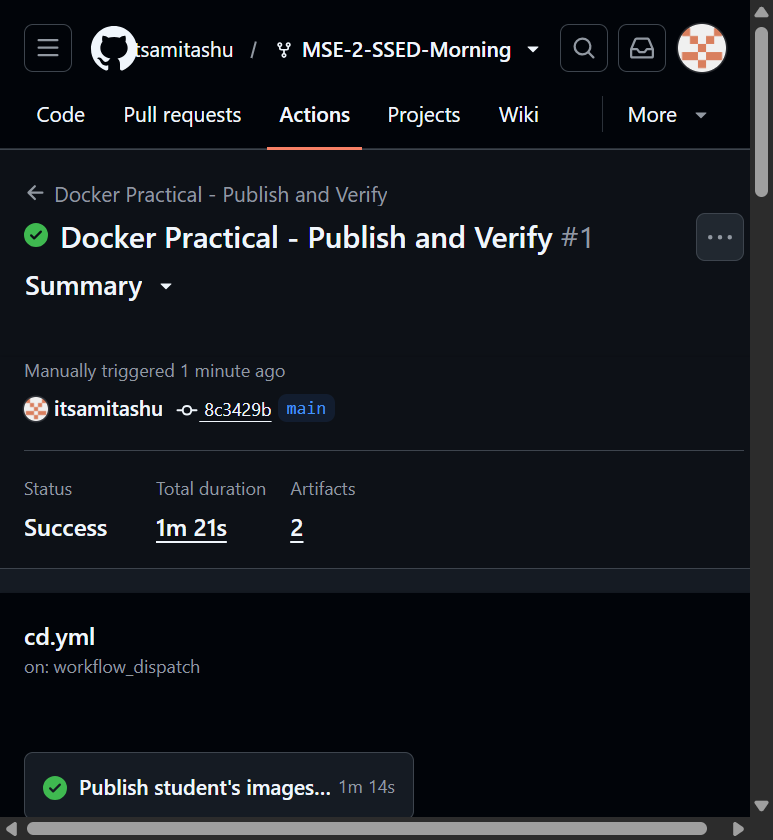 itsamitashu / MSE-2-SSED-Morning
Code Pull requests Actions Projects Wiki More
Docker Practical - Publish and Verify
Docker Practical - Publish and Verify #1
Summary
Manually triggered 1 minute ago
itsamitashu 8c3429b main
Status Total duration Artifacts
Success 1m 21s 2
cd.yml
on: workflow_dispatch
Publish student's images... 1m 14s